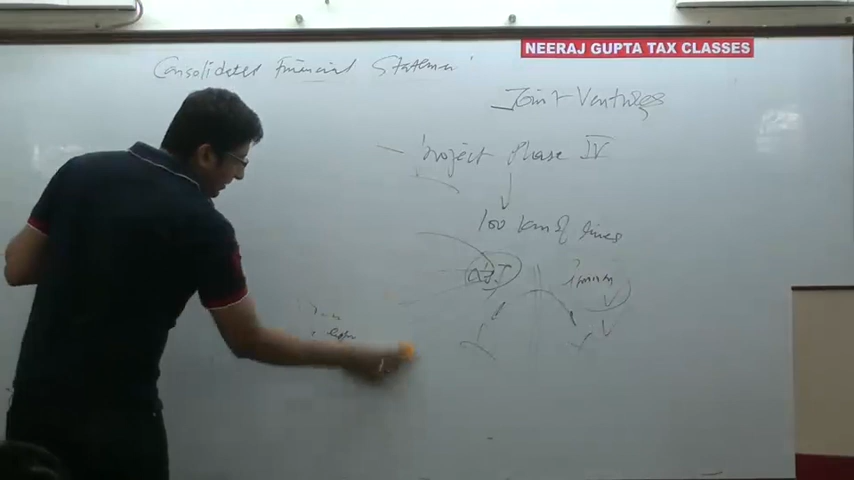 NEERAJ GUPTA TAX CLASSES
Consolidated Financial Statemen
Joint Ventures
Project Phase IV
100 km of lines
L&T